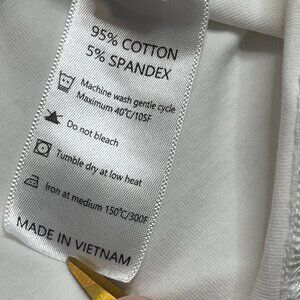 95% COTTON
5% SPANDEX
Machine wash gentle cycle
Maximum 40°C/105F
Do not bleach
Tumble dry at low heat
Iron at medium 150°C/300F
MADE IN VIETNAM